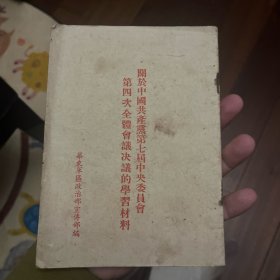 關於中國共產黨第七屆中央委員會
第四次全體會議決議的學習材料
華東軍區政治部宣傳部編